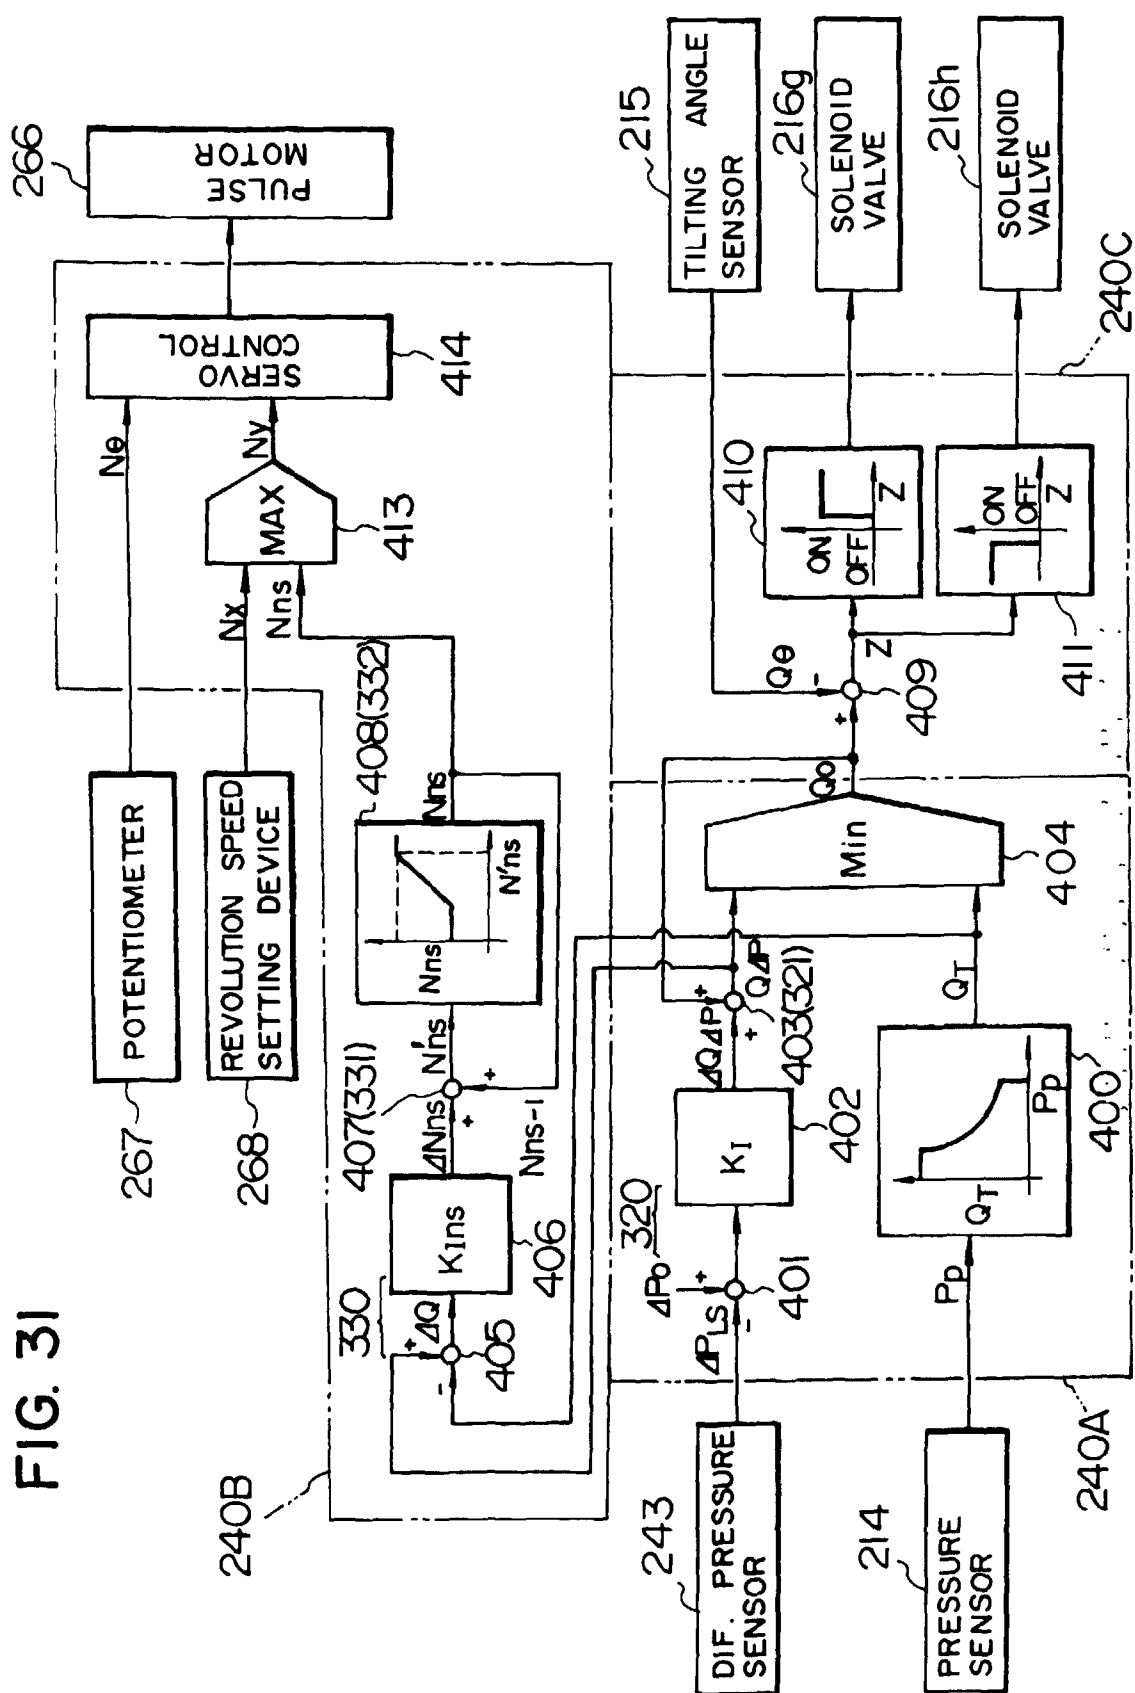 FIG. 31
240B
267
POTENTIOMETER
Nθ
268
REVOLUTION SPEED
SETTING DEVICE
Nx
Nns
MAX
413
Ny
SERVO
CONTROL
414
PULSE
MOTOR
266
330
+
-
405
ΔQ
KIns
406
ΔNns
+
+
407(331)
N'ns
Nns-1
Nns
N'ns
408(332)
Nns
243
DIF. PRESSURE
SENSOR
ΔPLS
-
ΔPo
+
401
320
KI
402
ΔQΔP
+
+
403(321)
QΔP
214
PRESSURE
SENSOR
Pp
QT
Pp
400
QT
Min
404
Qo
+
-
Qθ
409
Z
410
ON
OFF
Z
411
ON
OFF
Z
215
TILTING ANGLE
SENSOR
216g
SOLENOID
VALVE
216h
SOLENOID
VALVE
240A
240C